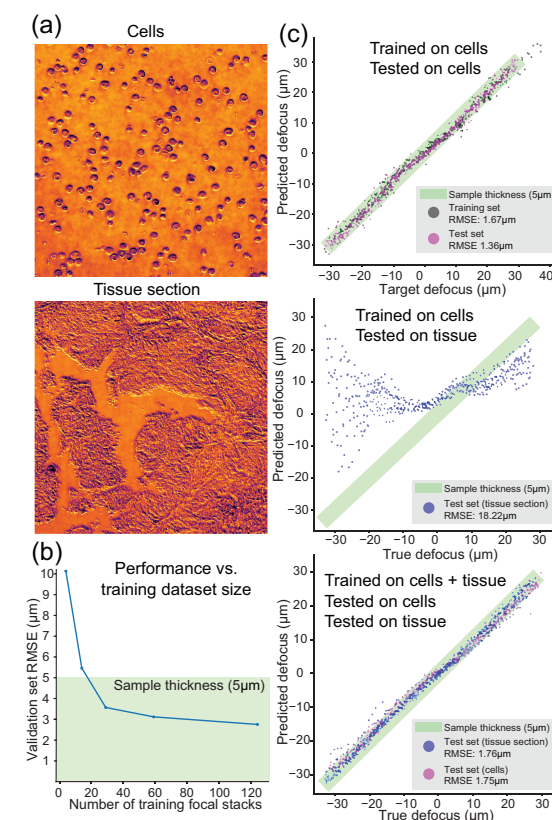 (a)
Cells
Tissue section
(b)
Performance vs.
training dataset size
Validation set RMSE (µm)
10
9
8
7
6
5
4
3
2
1
Sample thickness (5µm)
0
20
40
60
80
100
120
Number of training focal stacks
(c)
Trained on cells
Tested on cells
Predicted defocus (µm)
30
20
10
0
−10
−20
−30
Sample thickness (5µm)
Training set
RMSE: 1.67µm
Test set
RMSE 1.36µm
−30
−20
−10
0
10
20
30
40
Target defocus (µm)
Trained on cells
Tested on tissue
Predicted defocus (µm)
30
20
10
0
−10
−20
−30
Sample thickness (5µm)
Test set (tissue section)
RMSE: 18.22µm
−30
−20
−10
0
10
20
30
True defocus (µm)
Trained on cells + tissue
Tested on cells
Tested on tissue
Predicted defocus (µm)
30
20
10
0
−10
−20
−30
Sample thickness (5µm)
Test set (tissue section)
RMSE: 1.76µm
Test set (cells)
RMSE 1.75µm
−30
−20
−10
0
10
20
30
True defocus (µm)